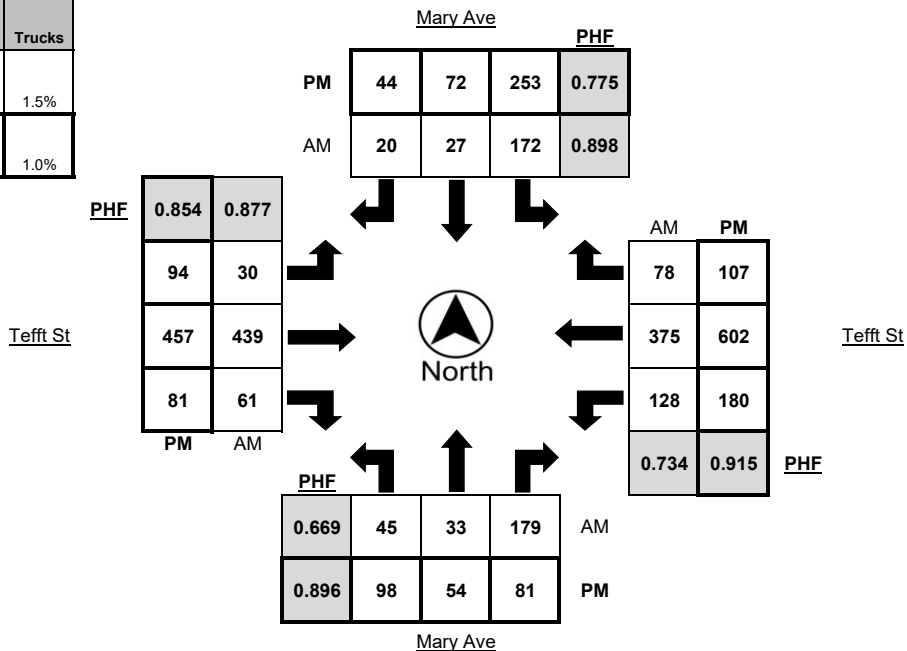 Mary Ave
Trucks
1.5%
1.0%
PHF
PM 44 72 253 0.775
AM 20 27 172 0.898
PHF 0.854 0.877
94 30
457 439
81 61
PM AM
Tefft St
North
AM PM
78 107
375 602
128 180
0.734 0.915 PHF
Tefft St
PHF
0.669 45 33 179 AM
0.896 98 54 81 PM
Mary Ave